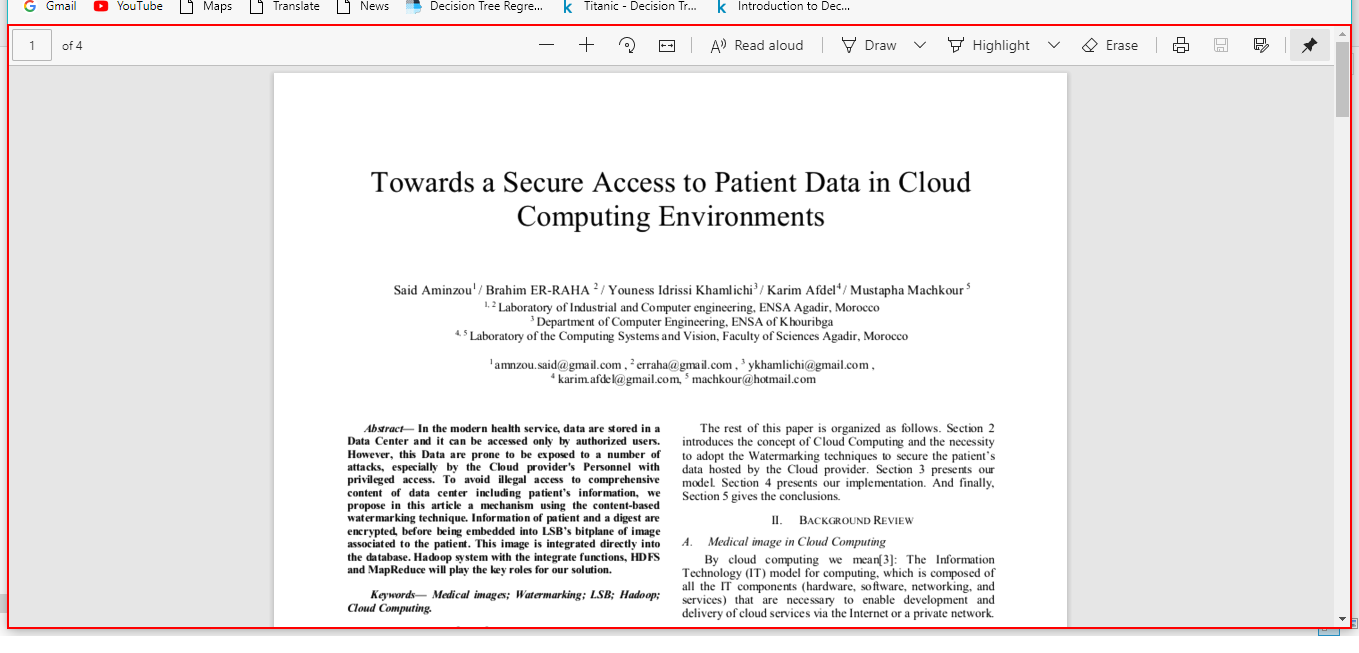 Gmail YouTube Maps Translate News Decision Tree Regre... Titanic - Decision Tr... Introduction to Dec...
1 of 4 Read aloud Draw Highlight Erase
Towards a Secure Access to Patient Data in Cloud
Computing Environments
Said Aminzou1 / Brahim ER-RAHA 2 / Youness Idrissi Khamlichi3 / Karim Afdel4 / Mustapha Machkour 5
1, 2 Laboratory of Industrial and Computer engineering, ENSA Agadir, Morocco
3 Department of Computer Engineering, ENSA of Khouribga
4, 5 Laboratory of the Computing Systems and Vision, Faculty of Sciences Agadir, Morocco
1 amnzou.said@gmail.com , 2 erraha@gmail.com , 3 ykhamlichi@gmail.com ,
4 karim.afdel@gmail.com, 5 machkour@hotmail.com
Abstract— In the modern health service, data are stored in a
Data Center and it can be accessed only by authorized users.
However, this Data are prone to be exposed to a number of
attacks, especially by the Cloud provider's Personnel with
privileged access. To avoid illegal access to comprehensive
content of data center including patient's information, we
propose in this article a mechanism using the content-based
watermarking technique. Information of patient and a digest are
encrypted, before being embedded into LSB's bitplane of image
associated to the patient. This image is integrated directly into
the database. Hadoop system with the integrate functions, HDFS
and MapReduce will play the key roles for our solution.
Keywords— Medical images; Watermarking; LSB; Hadoop;
Cloud Computing.
The rest of this paper is organized as follows. Section 2
introduces the concept of Cloud Computing and the necessity
to adopt the Watermarking techniques to secure the patient's
data hosted by the Cloud provider. Section 3 presents our
model. Section 4 presents our implementation. And finally,
Section 5 gives the conclusions.
II. BACKGROUND REVIEW
A. Medical image in Cloud Computing
By cloud computing we mean[3]: The Information
Technology (IT) model for computing, which is composed of
all the IT components (hardware, software, networking, and
services) that are necessary to enable development and
delivery of cloud services via the Internet or a private network.